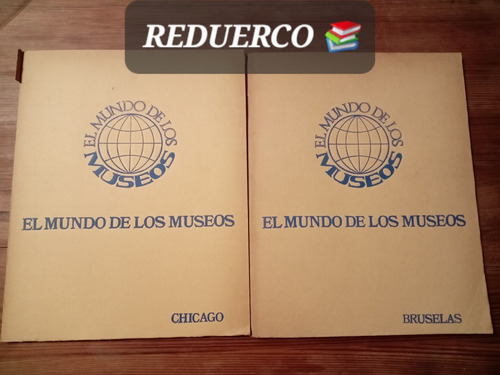 REDUERCO 📚
EL MUNDO DE LOS
MUSEOS
EL MUNDO DE LOS MUSEOS
CHICAGO
EL MUNDO DE LOS
MUSEOS
EL MUNDO DE LOS MUSEOS
BRUSELAS